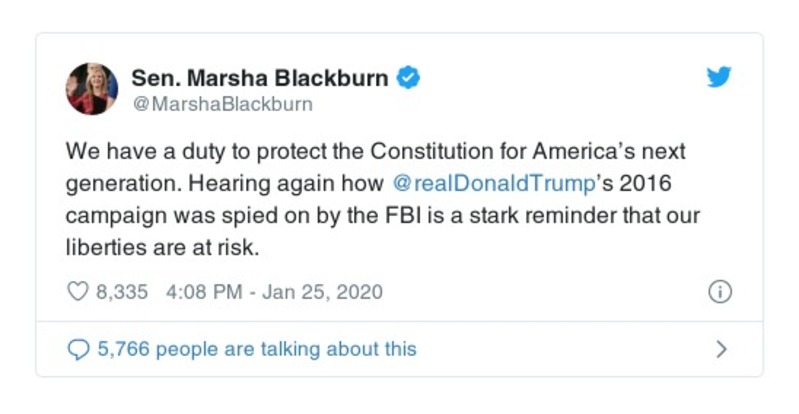 Sen. Marsha Blackburn
@MarshaBlackburn
We have a duty to protect the Constitution for America’s next
generation. Hearing again how @realDonaldTrump’s 2016
campaign was spied on by the FBI is a stark reminder that our
liberties are at risk.
8,335 4:08 PM - Jan 25, 2020
5,766 people are talking about this